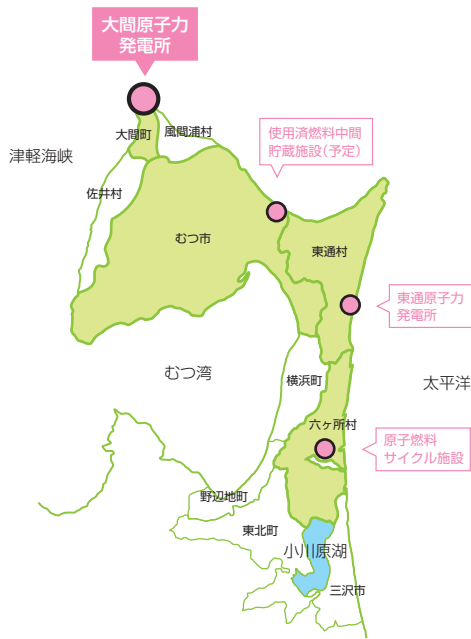 大間原子力
発電所
大間町
風間浦村
津軽海峡
使用済燃料中間
貯蔵施設(予定)
佐井村
むつ市
東通村
東通原子力
発電所
むつ湾
横浜町
太平洋
六ヶ所村
原子燃料
サイクル施設
野辺地町
東北町
小川原湖
三沢市